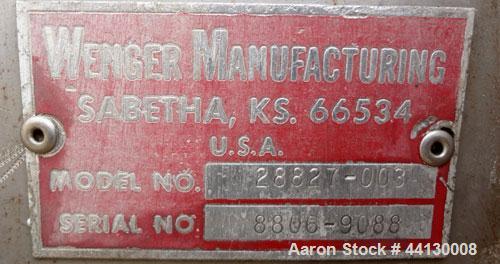 WENGER MANUFACTURING
SABETHA, KS. 66534
U.S.A.
MODEL NO. 28827-003
SERIAL NO 8806-9088
Aaron Stock # 44130008